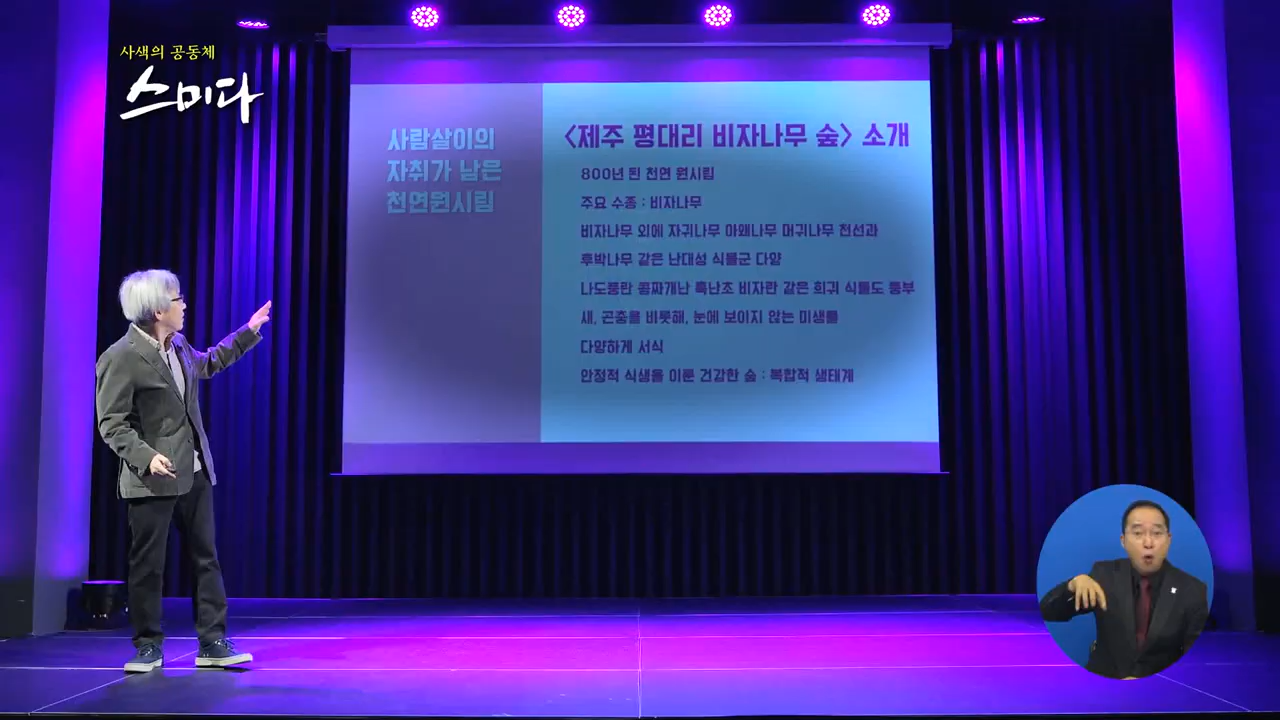 사색의 공동체
스미다
사람살이의
자취가 남은
천연원시림
<제주 평대리 비자나무 숲> 소개
800년 된 천연 원시림
주요 수종 : 비자나무
비자나무 외에 자귀나무 아왜나무 머귀나무 천선과
후박나무 같은 난대성 식물군 다양
나도풍란 콩짜개난 흑난초 비자란 같은 희귀 식물도 풍부
새, 곤충을 비롯해, 눈에 보이지 않는 미생물
다양하게 서식
안정적 식생을 이룬 건강한 숲 : 복합적 생태계